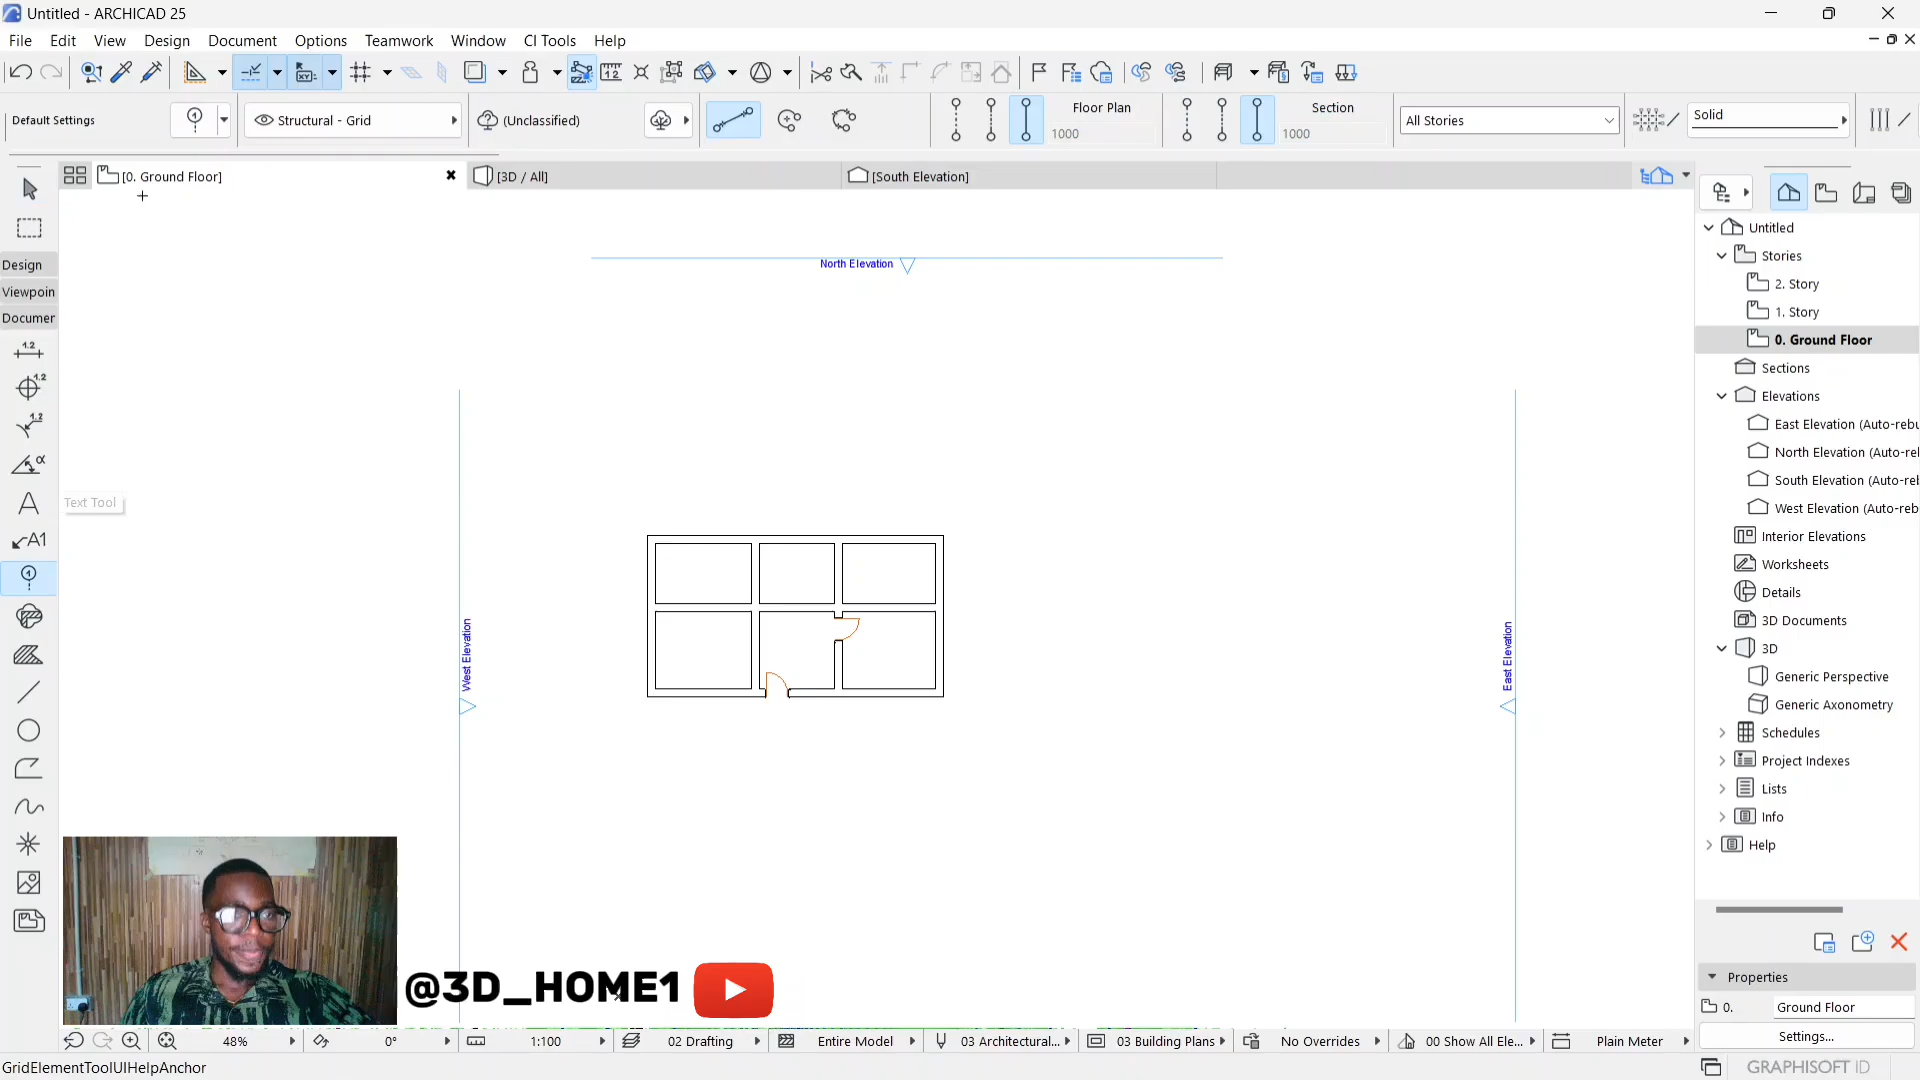 Untitled - ARCHICAD 25
File Edit View Design Document Options Teamwork Window CI Tools Help
Default Settings
Structural - Grid
(Unclassified)
Floor Plan
1000
Section
1000
All Stories
Solid
[0. Ground Floor]
[3D / All]
[South Elevation]
Design
Viewpoin
Documen
Text Tool
North Elevation
West Elevation
East Elevation
Untitled
Stories
2. Story
1. Story
0. Ground Floor
Sections
Elevations
East Elevation (Auto-rebu
North Elevation (Auto-rel
South Elevation (Auto-rel
West Elevation (Auto-reb
Interior Elevations
Worksheets
Details
3D Documents
3D
Generic Perspective
Generic Axonometry
Schedules
Project Indexes
Lists
Info
Help
Properties
0. Ground Floor
Settings...
@3D_HOME1
48% 0° 1:100 02 Drafting Entire Model 03 Architectural... 03 Building Plans No Overrides 00 Show All Ele... Plain Meter
GridElementToolUIHelpAnchor
GRAPHISOFT ID